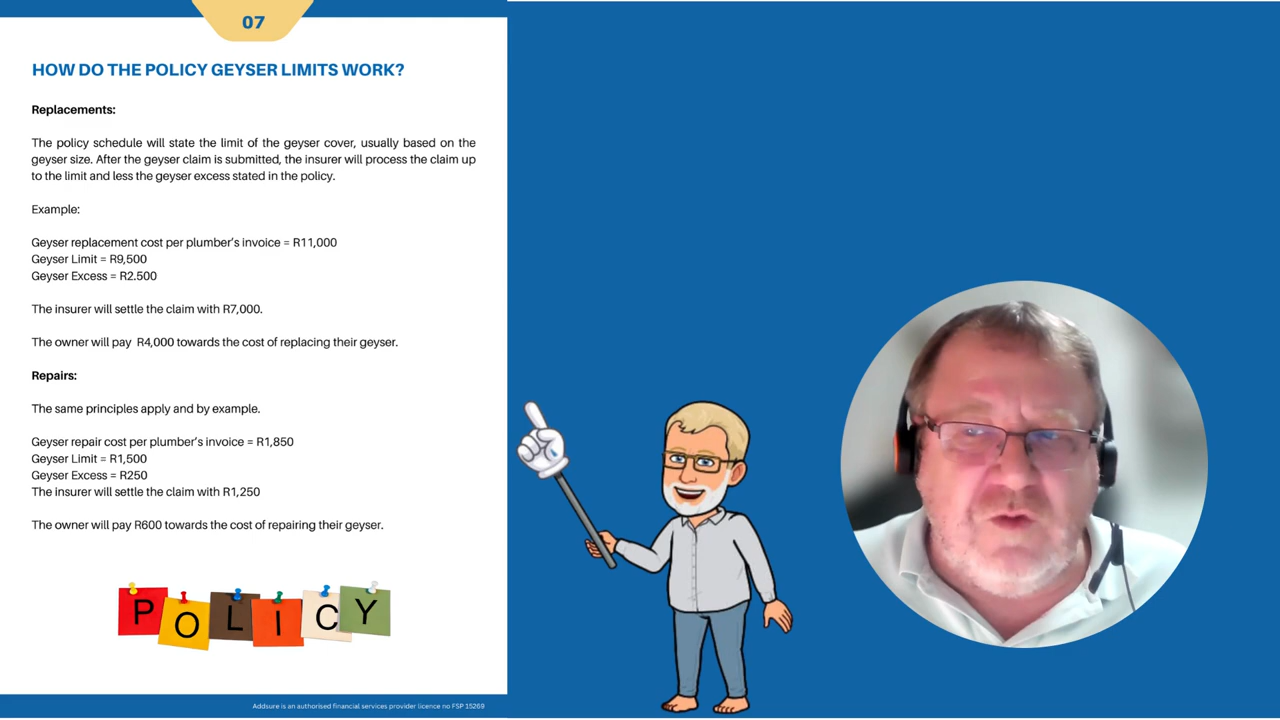 07
HOW DO THE POLICY GEYSER LIMITS WORK?
Replacements:
The policy schedule will state the limit of the geyser cover, usually based on the
geyser size. After the geyser claim is submitted, the insurer will process the claim up
to the limit and less the geyser excess stated in the policy.
Example:
Geyser replacement cost per plumber's invoice = R11,000
Geyser Limit = R9,500
Geyser Excess = R2.500
The insurer will settle the claim with R7,000.
The owner will pay R4,000 towards the cost of replacing their geyser.
Repairs:
The same principles apply and by example.
Geyser repair cost per plumber's invoice = R1,850
Geyser Limit = R1,500
Geyser Excess = R250
The insurer will settle the claim with R1,250
The owner will pay R600 towards the cost of repairing their geyser.
POLICY
Addsure is an authorised financial services provider licence no FSP 15269